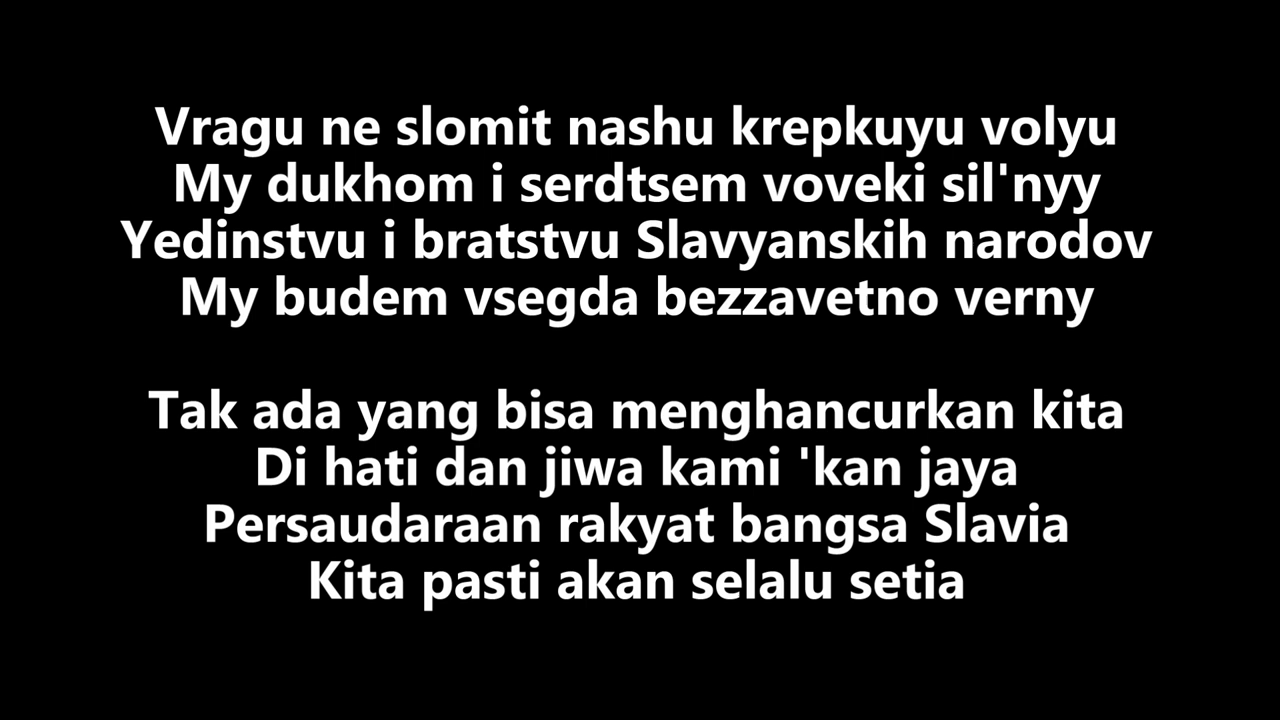 Vragu ne slomit nashu krepkuyu volyu
My dukhom i serdtsem voveki sil'nyy
Yedinstvu i bratstvu Slavyanskih narodov
My budem vsegda bezzavetno verny
Tak ada yang bisa menghancurkan kita
Di hati dan jiwa kami 'kan jaya
Persaudaraan rakyat bangsa Slavia
Kita pasti akan selalu setia